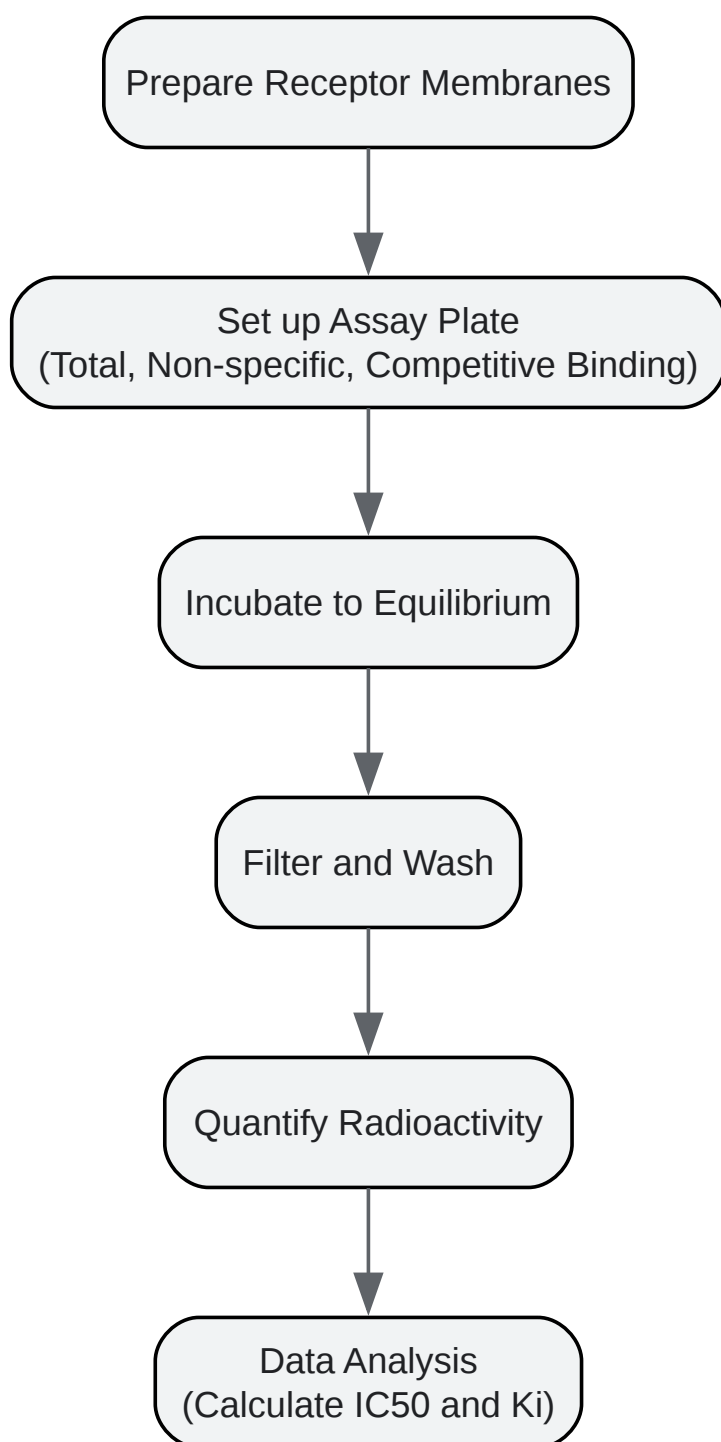 Prepare Receptor Membranes
Set up Assay Plate
(Total, Non-specific, Competitive Binding)
Incubate to Equilibrium
Filter and Wash
Quantify Radioactivity
Data Analysis
(Calculate IC50 and Ki)